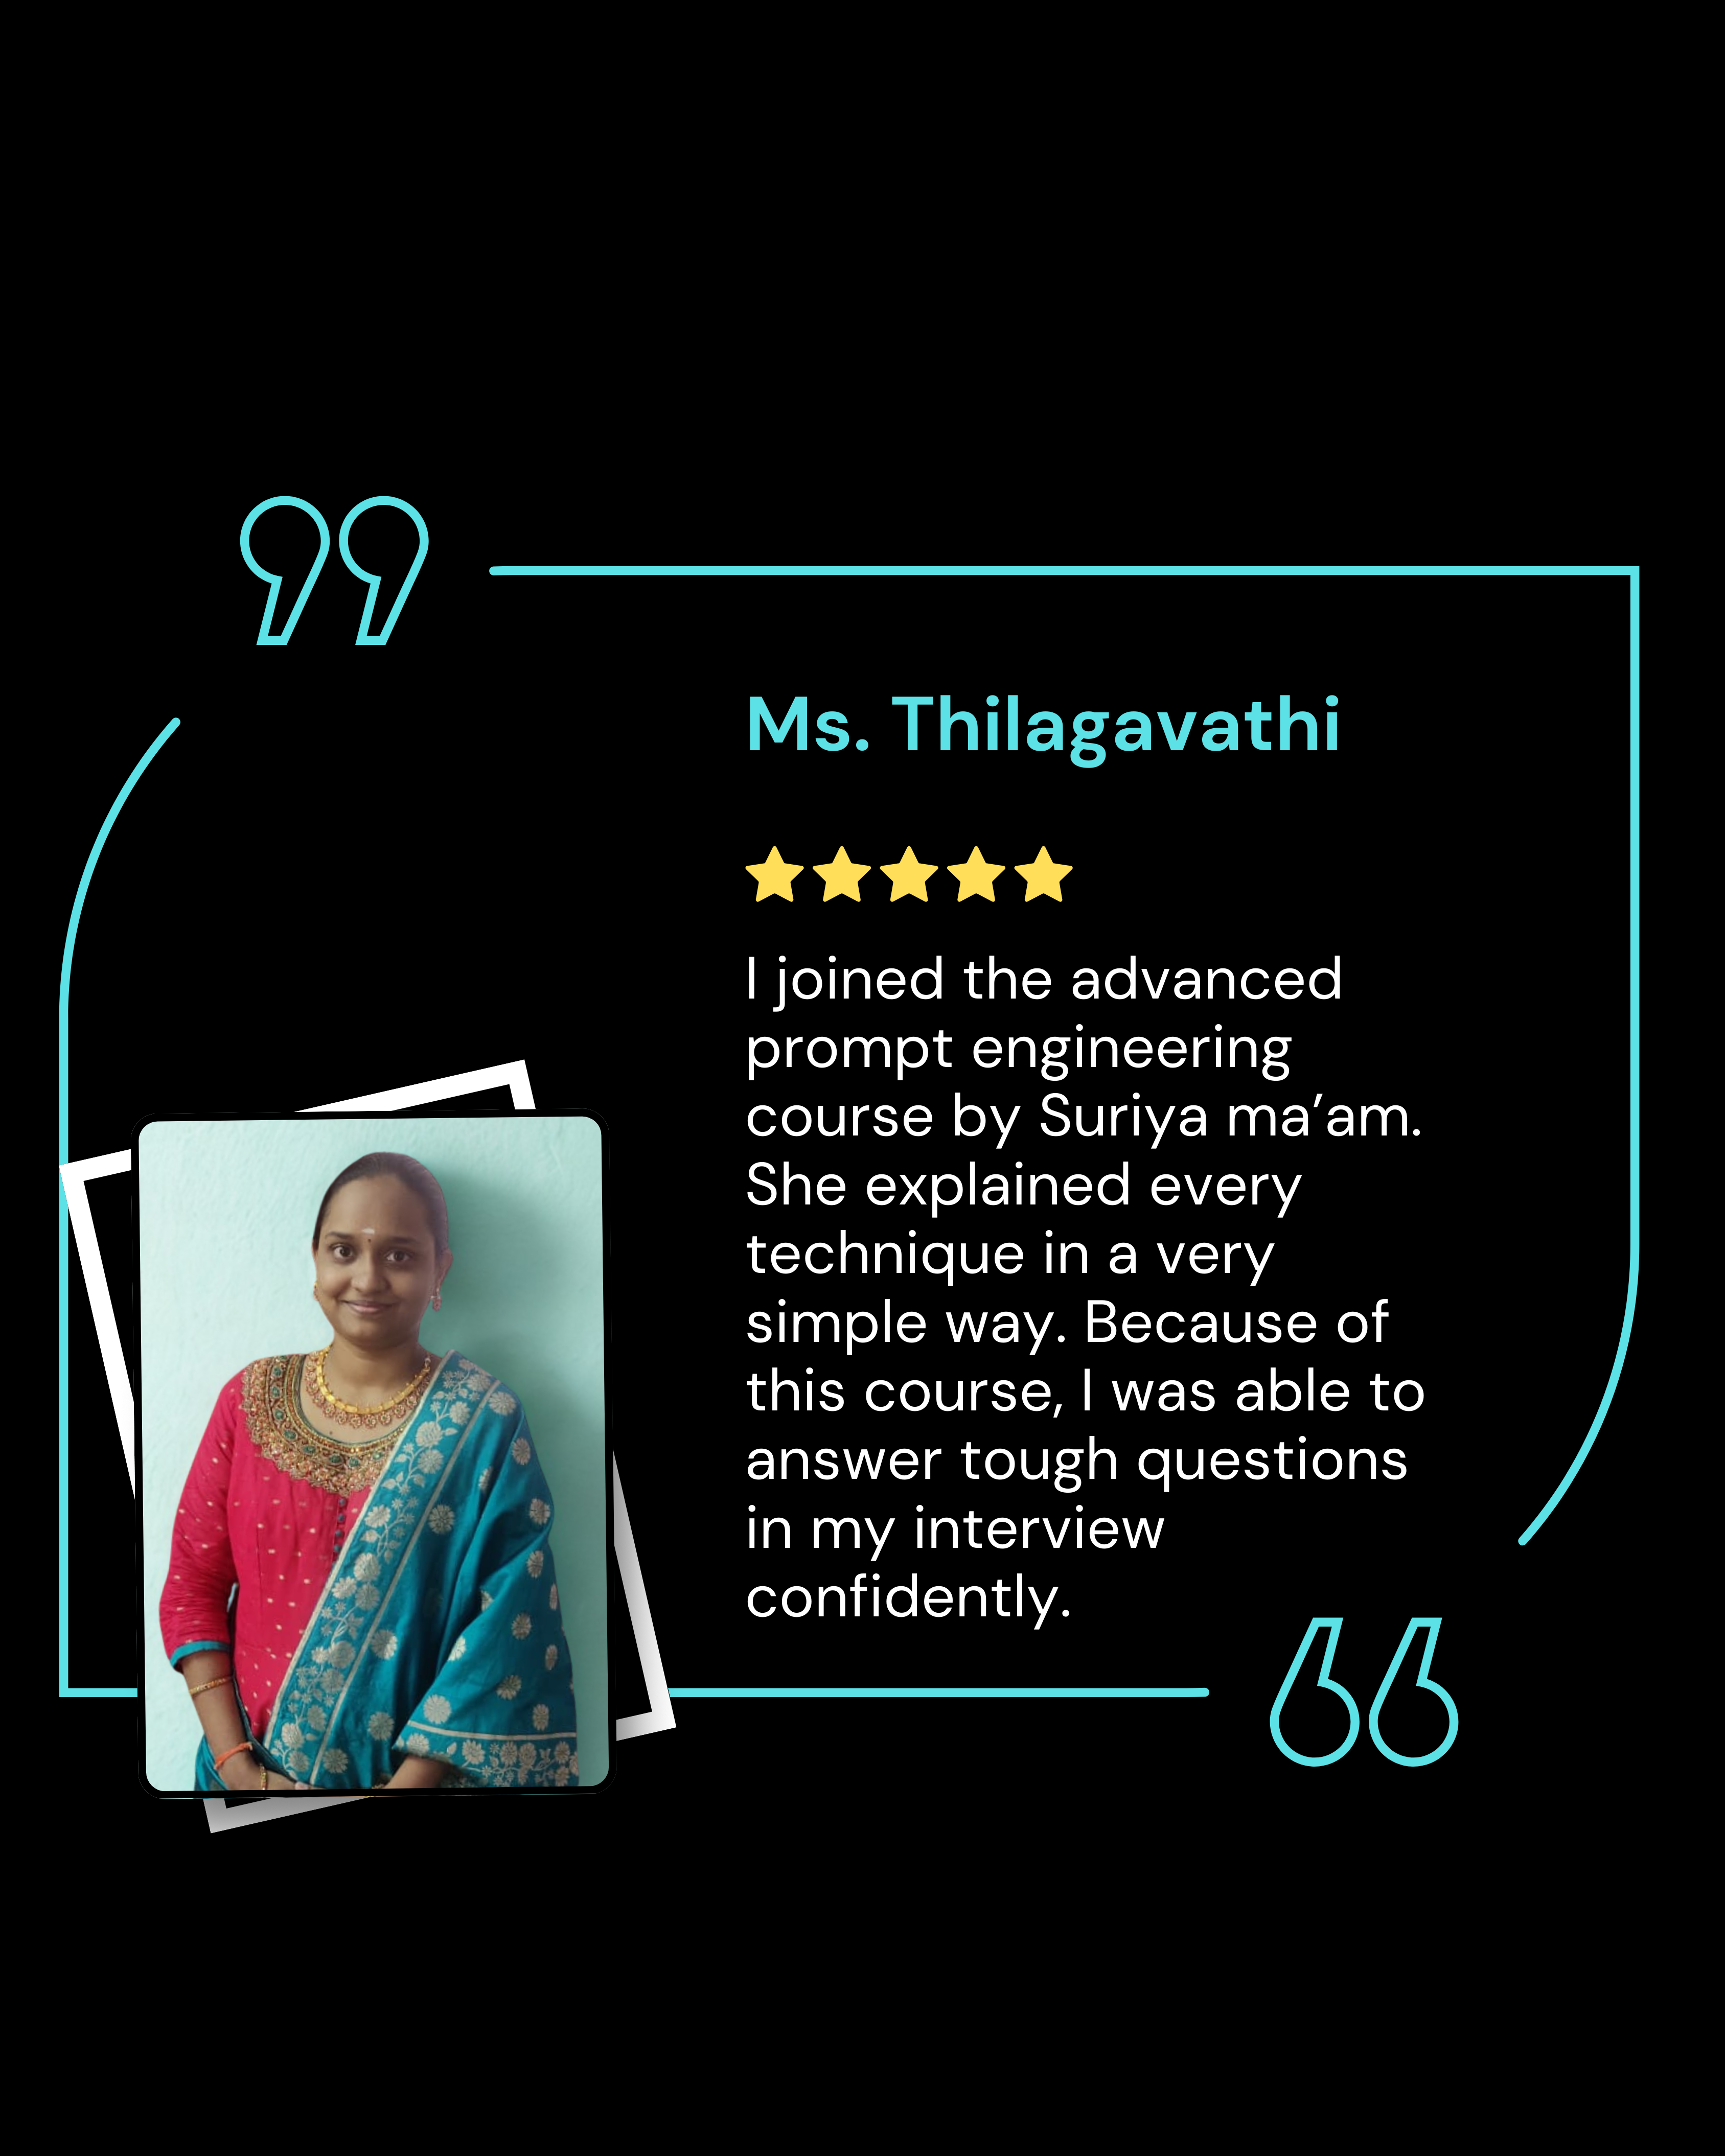 Ms. Thilagavathi
I joined the advanced
prompt engineering
course by Suriya ma’am.
She explained every
technique in a very
simple way. Because of
this course, I was able to
answer tough questions
in my interview
confidently.